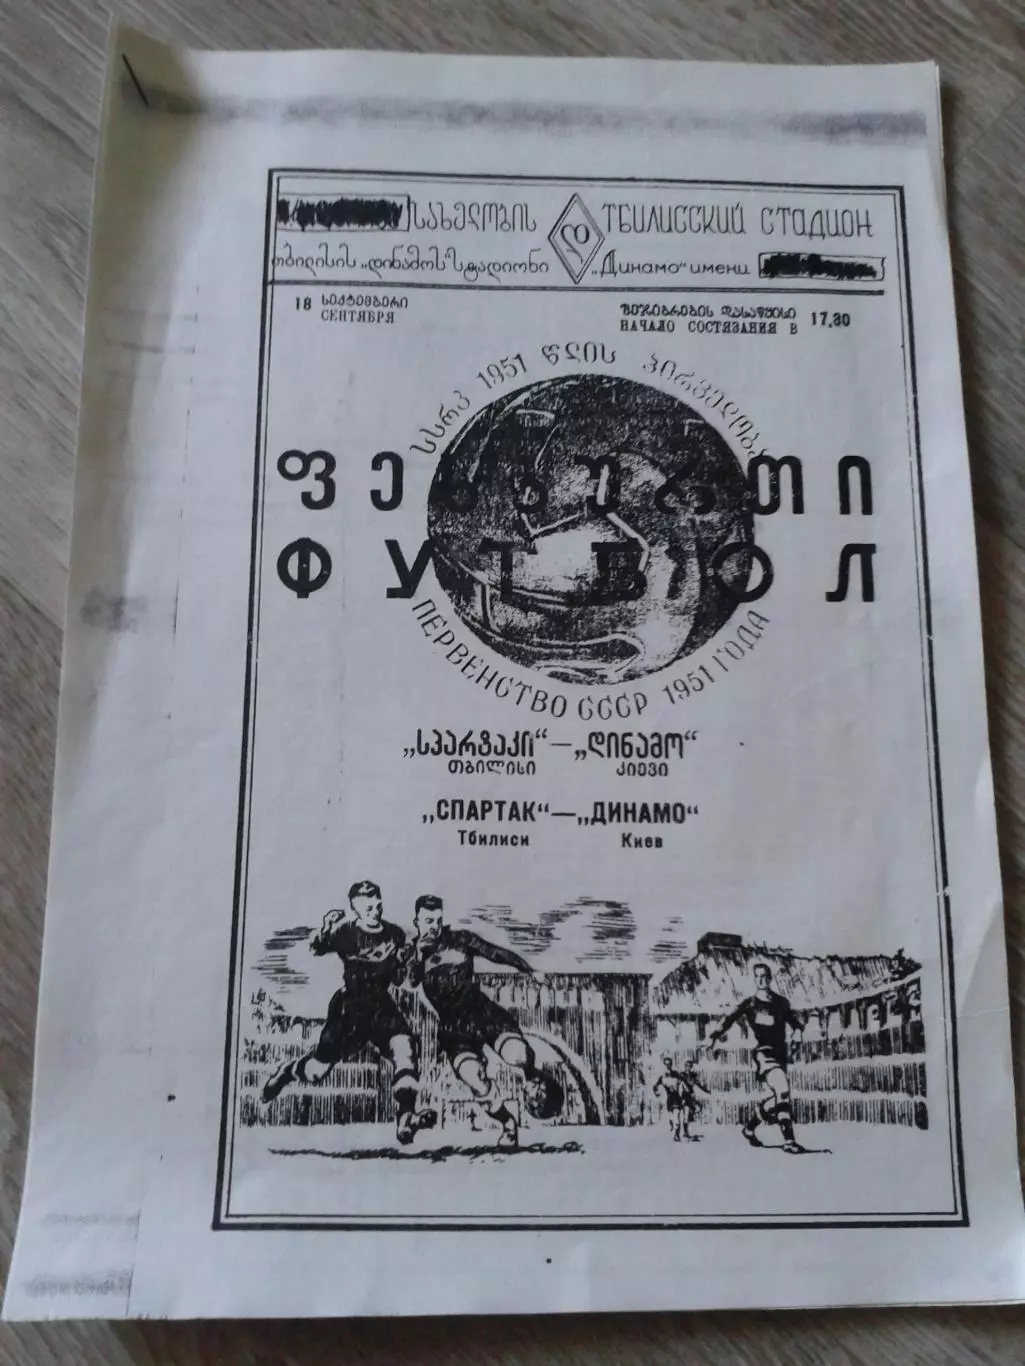 სახელობის
თბილისის „დინამოს“ სტადიონი
ТБИЛИССКИЙ СТАДИОН
„Динамо“ имени
18 სექტემბერი
СЕНТЯБРЯ
შეჯიბრების დასაწყისი
НАЧАЛО СОСТЯЗАНИЯ В 17.30
სსრკ 1951 წლის პირველობა
ФУТБОЛ
ПЕРВЕНСТВО СССР 1951 ГОДА
„სპარტაკი“—„დინამო“
თბილისი კიევი
„СПАРТАК“—„ДИНАМО“
Тбилиси Киев